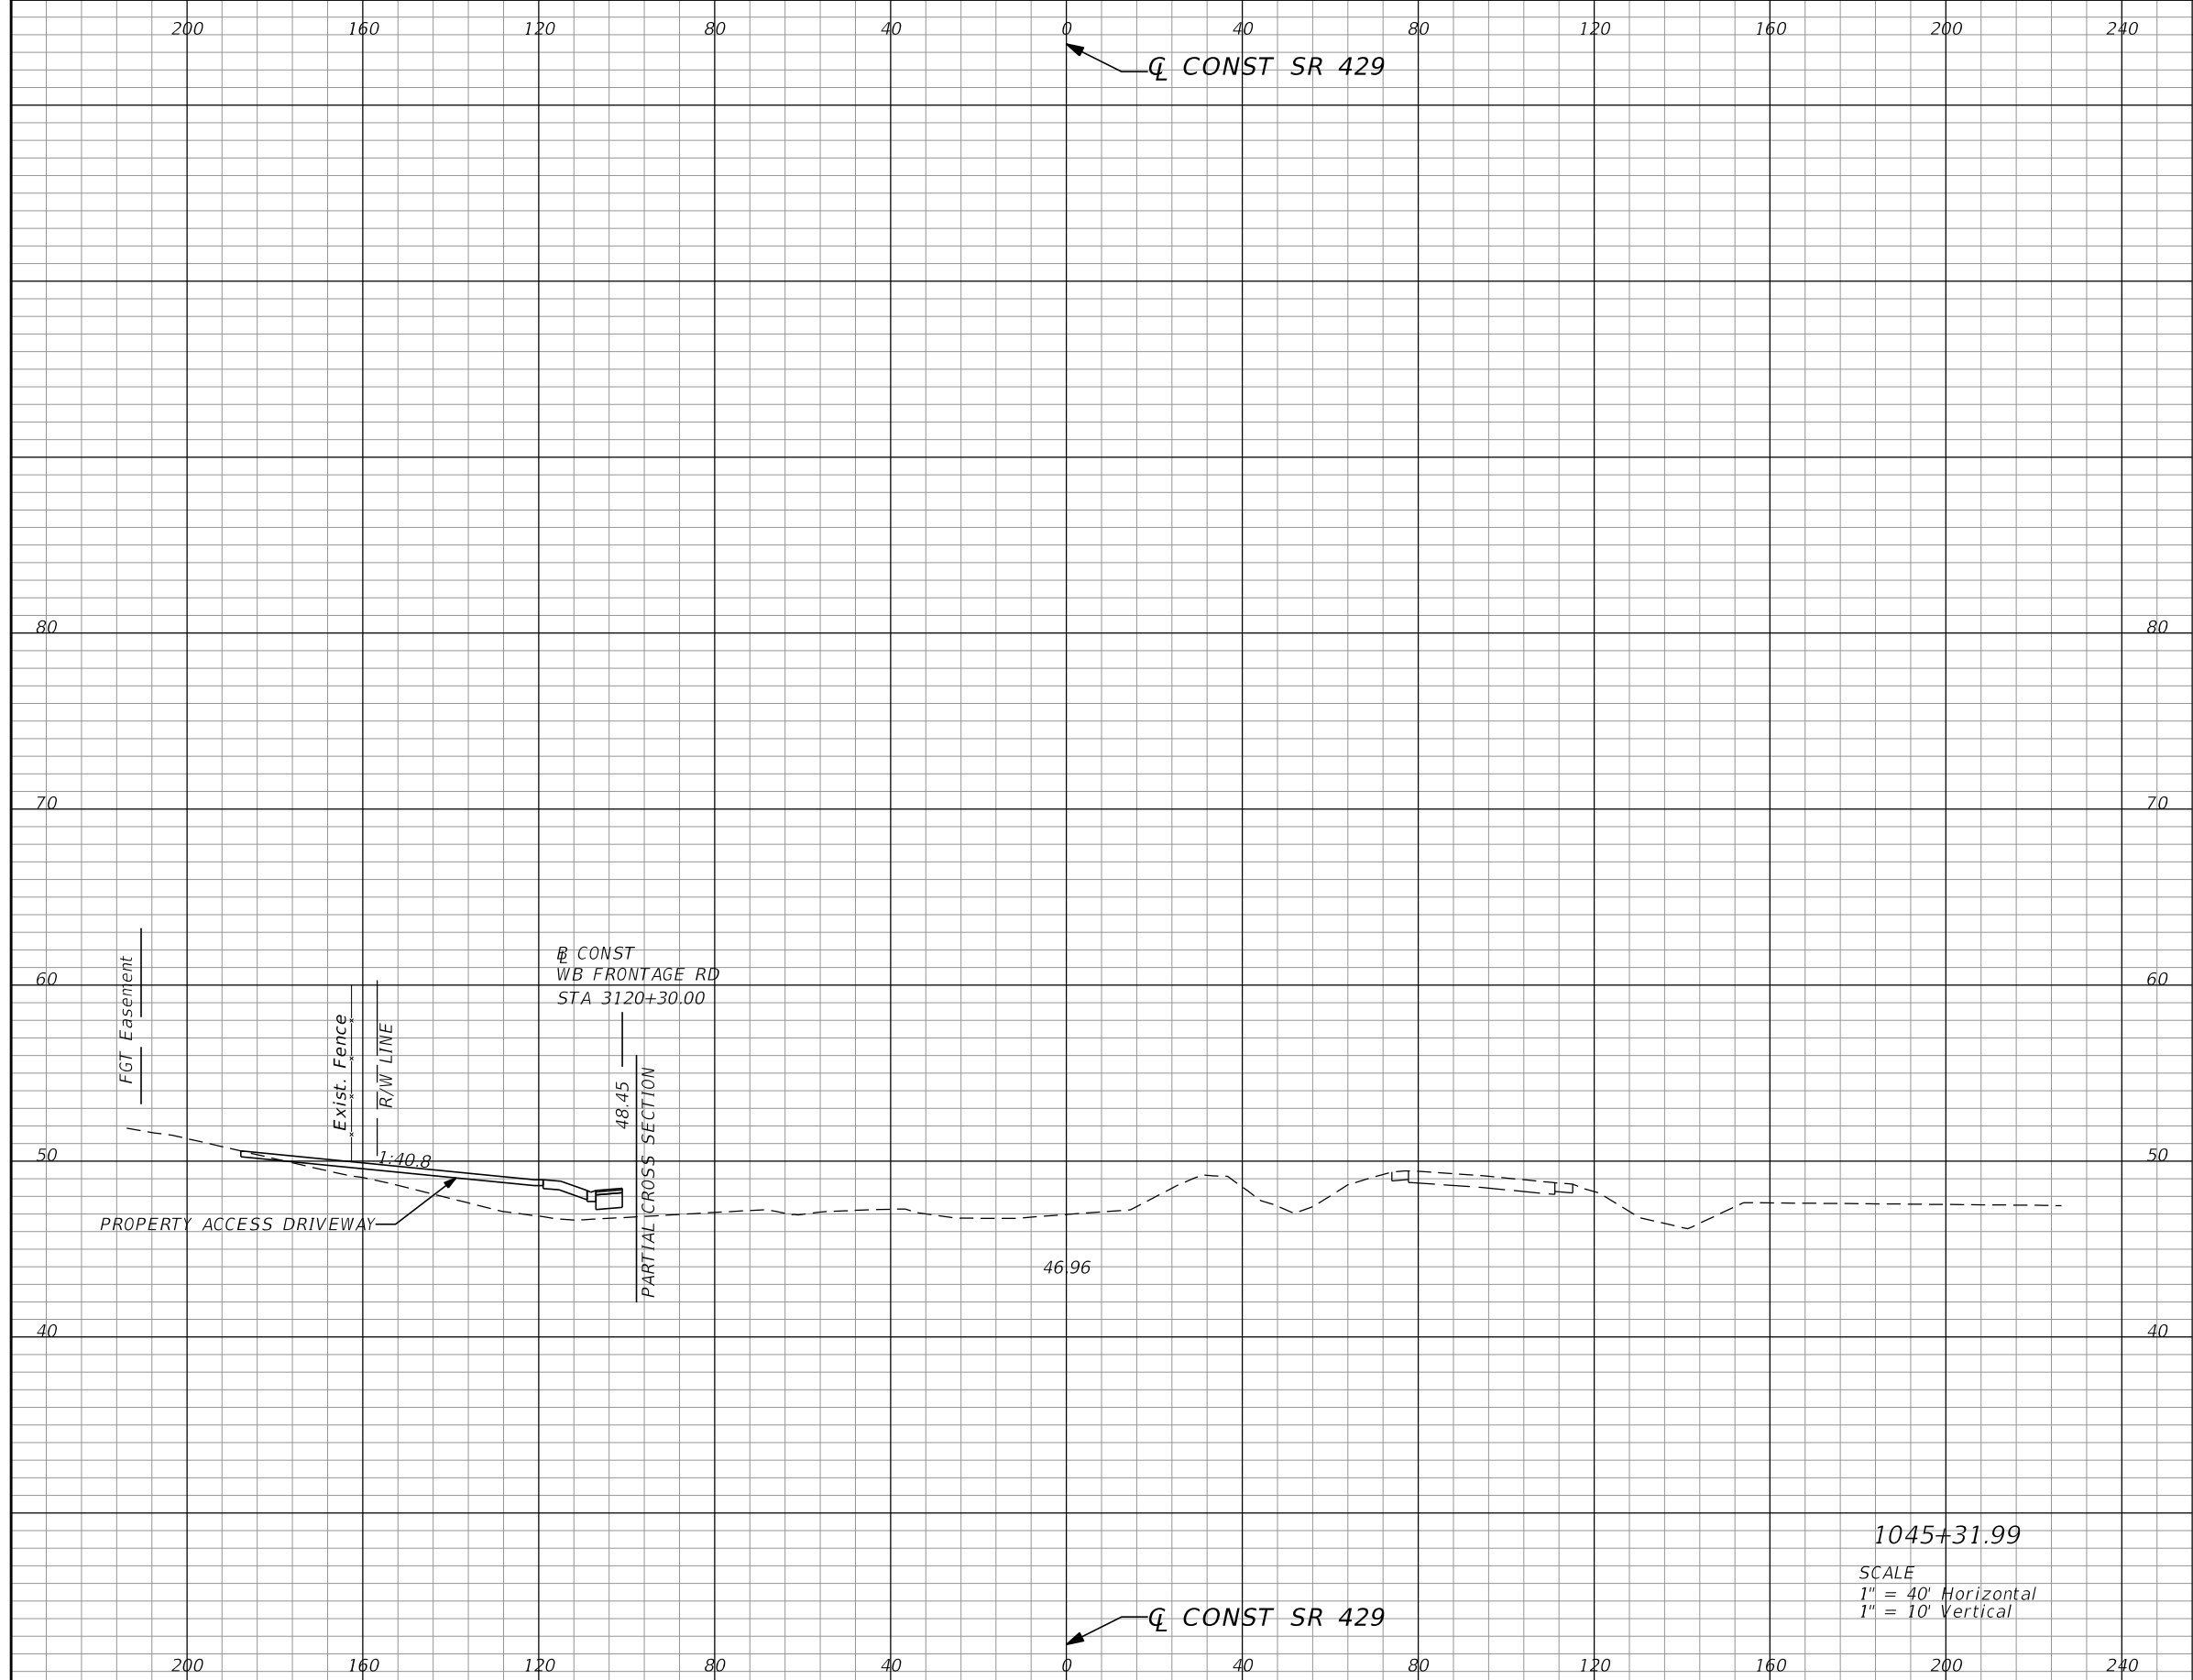 200 160 120 80 40 0 40 80 120 160 200 240
℄ CONST SR 429
80 80
70 70
60 60
50 50
40 40
FGT Easement
Exist. Fence
R/W LINE
1:40.8
PROPERTY ACCESS DRIVEWAY
BL CONST
WB FRONTAGE RD
STA 3120+30.00
48.45
PARTIAL CROSS SECTION
46.96
1045+31.99
SCALE
1" = 40' Horizontal
1" = 10' Vertical
℄ CONST SR 429
200 160 120 80 40 0 40 80 120 160 200 240